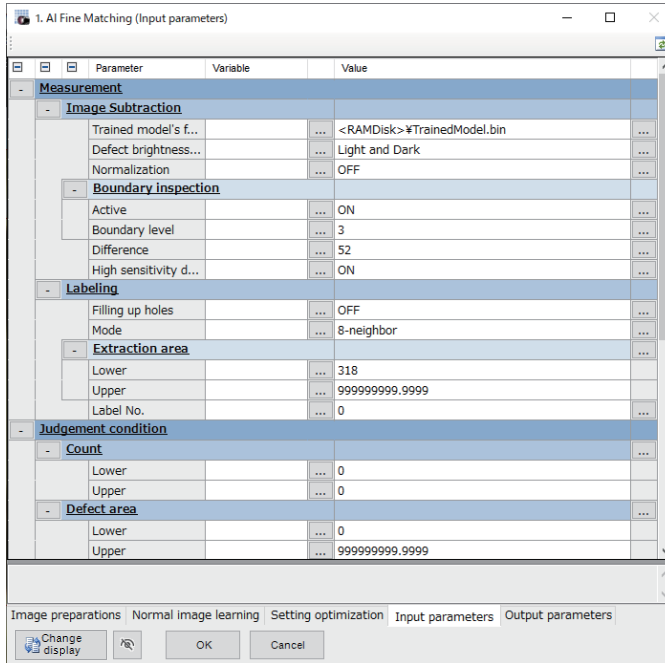 1. AI Fine Matching (Input parameters)
Parameter Variable Value
- Measurement
- Image Subtraction
Trained model's f... ... <RAMDisk>¥TrainedModel.bin ...
Defect brightness... ... Light and Dark ...
Normalization ... OFF ...
- Boundary inspection
Active ... ON ...
Boundary level ... 3 ...
Difference ... 52 ...
High sensitivity d... ... ON ...
- Labeling
Filling up holes ... OFF ...
Mode ... 8-neighbor ...
- Extraction area ...
Lower ... 318
Upper ... 999999999.9999
Label No. ... 0 ...
- Judgement condition
- Count ...
Lower ... 0
Upper ... 0
- Defect area ...
Lower ... 0
Upper ... 999999999.9999
Image preparations Normal image learning Setting optimization Input parameters Output parameters
Change
display OK Cancel